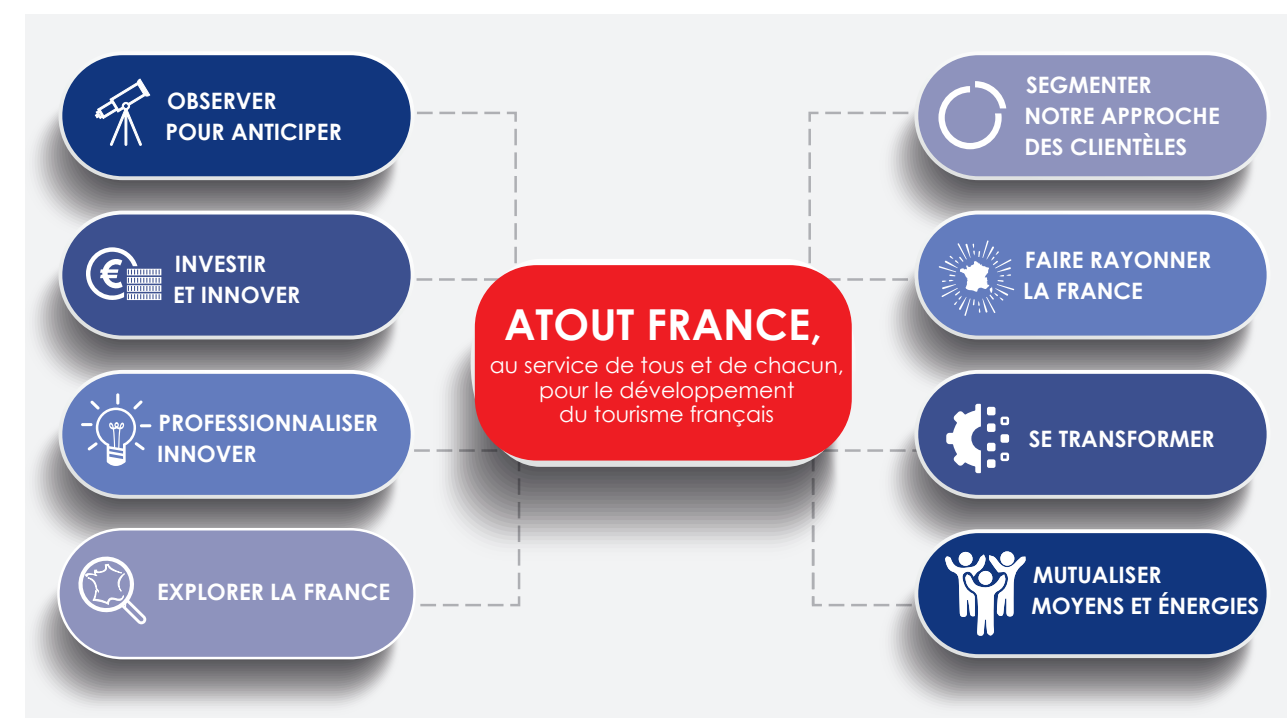 OBSERVER
POUR ANTICIPER
INVESTIR
ET INNOVER
PROFESSIONNALISER
INNOVER
EXPLORER LA FRANCE
ATOUT FRANCE,
au service de tous et de chacun,
pour le développement
du tourisme français
SEGMENTER
NOTRE APPROCHE
DES CLIENTÈLES
FAIRE RAYONNER
LA FRANCE
SE TRANSFORMER
MUTUALISER
MOYENS ET ÉNERGIES